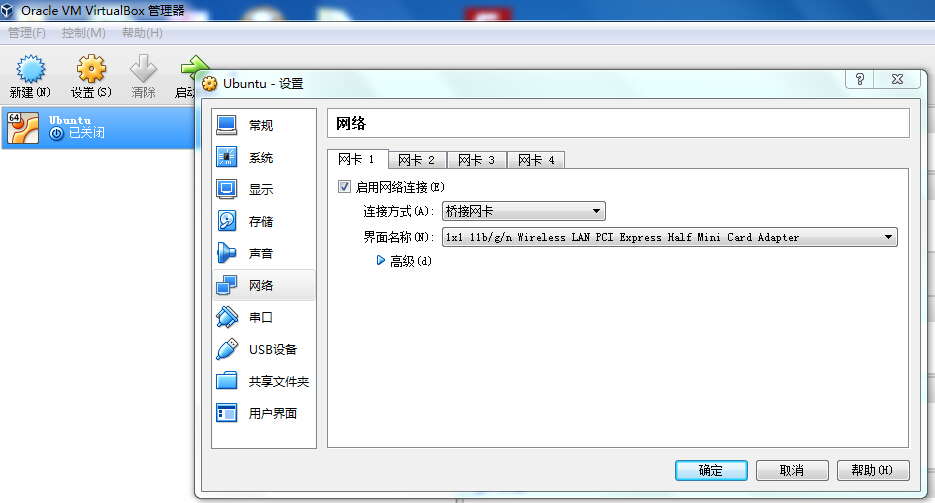 Oracle VM VirtualBox 管理器
管理(F) 控制(M) 帮助(H)
新建(N) 设置(S) 清除 启动
Ubuntu - 设置
64 Ubuntu
已关闭
常规
系统
显示
存储
声音
网络
串口
USB设备
共享文件夹
用户界面
网络
网卡 1 网卡 2 网卡 3 网卡 4
启用网络连接(E)
连接方式(A): 桥接网卡
界面名称(N): 1x1 11b/g/n Wireless LAN PCI Express Half Mini Card Adapter
高级(d)
确定 取消 帮助(H)